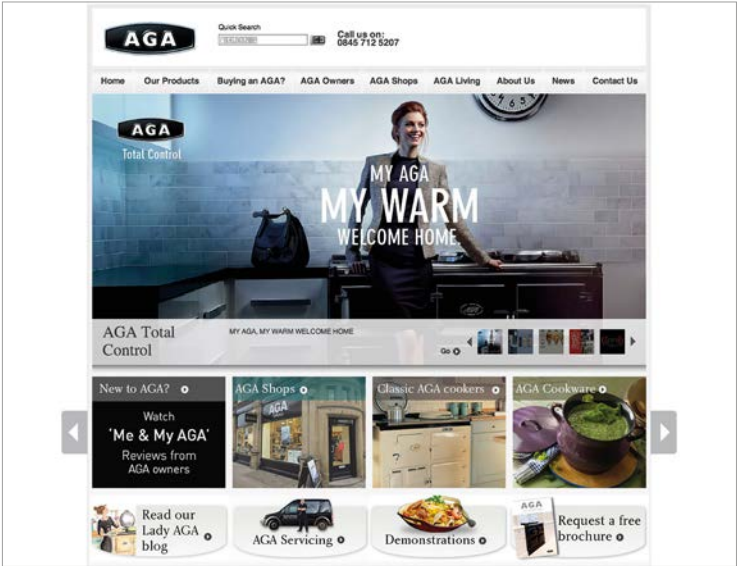 AGA
Quick Search
Call us on:
0845 712 5207
Home Our Products Buying an AGA? AGA Owners AGA Shops AGA Living About Us News Contact Us
AGA
Total Control
MY AGA
MY WARM
WELCOME HOME.
AGA Total
Control
MY AGA, MY WARM WELCOME HOME
Go
New to AGA?
Watch
'Me & My AGA'
Reviews from
AGA owners
AGA Shops
AGA
Classic AGA cookers
AGA Cookware
Read our
Lady AGA
blog
AGA Servicing
Demonstrations
AGA
Request a free
brochure